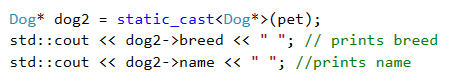 Dog* dog2 = static_cast<Dog*>(pet);
std::cout << dog2->breed << " "; // prints breed
std::cout << dog2->name << " "; //prints name